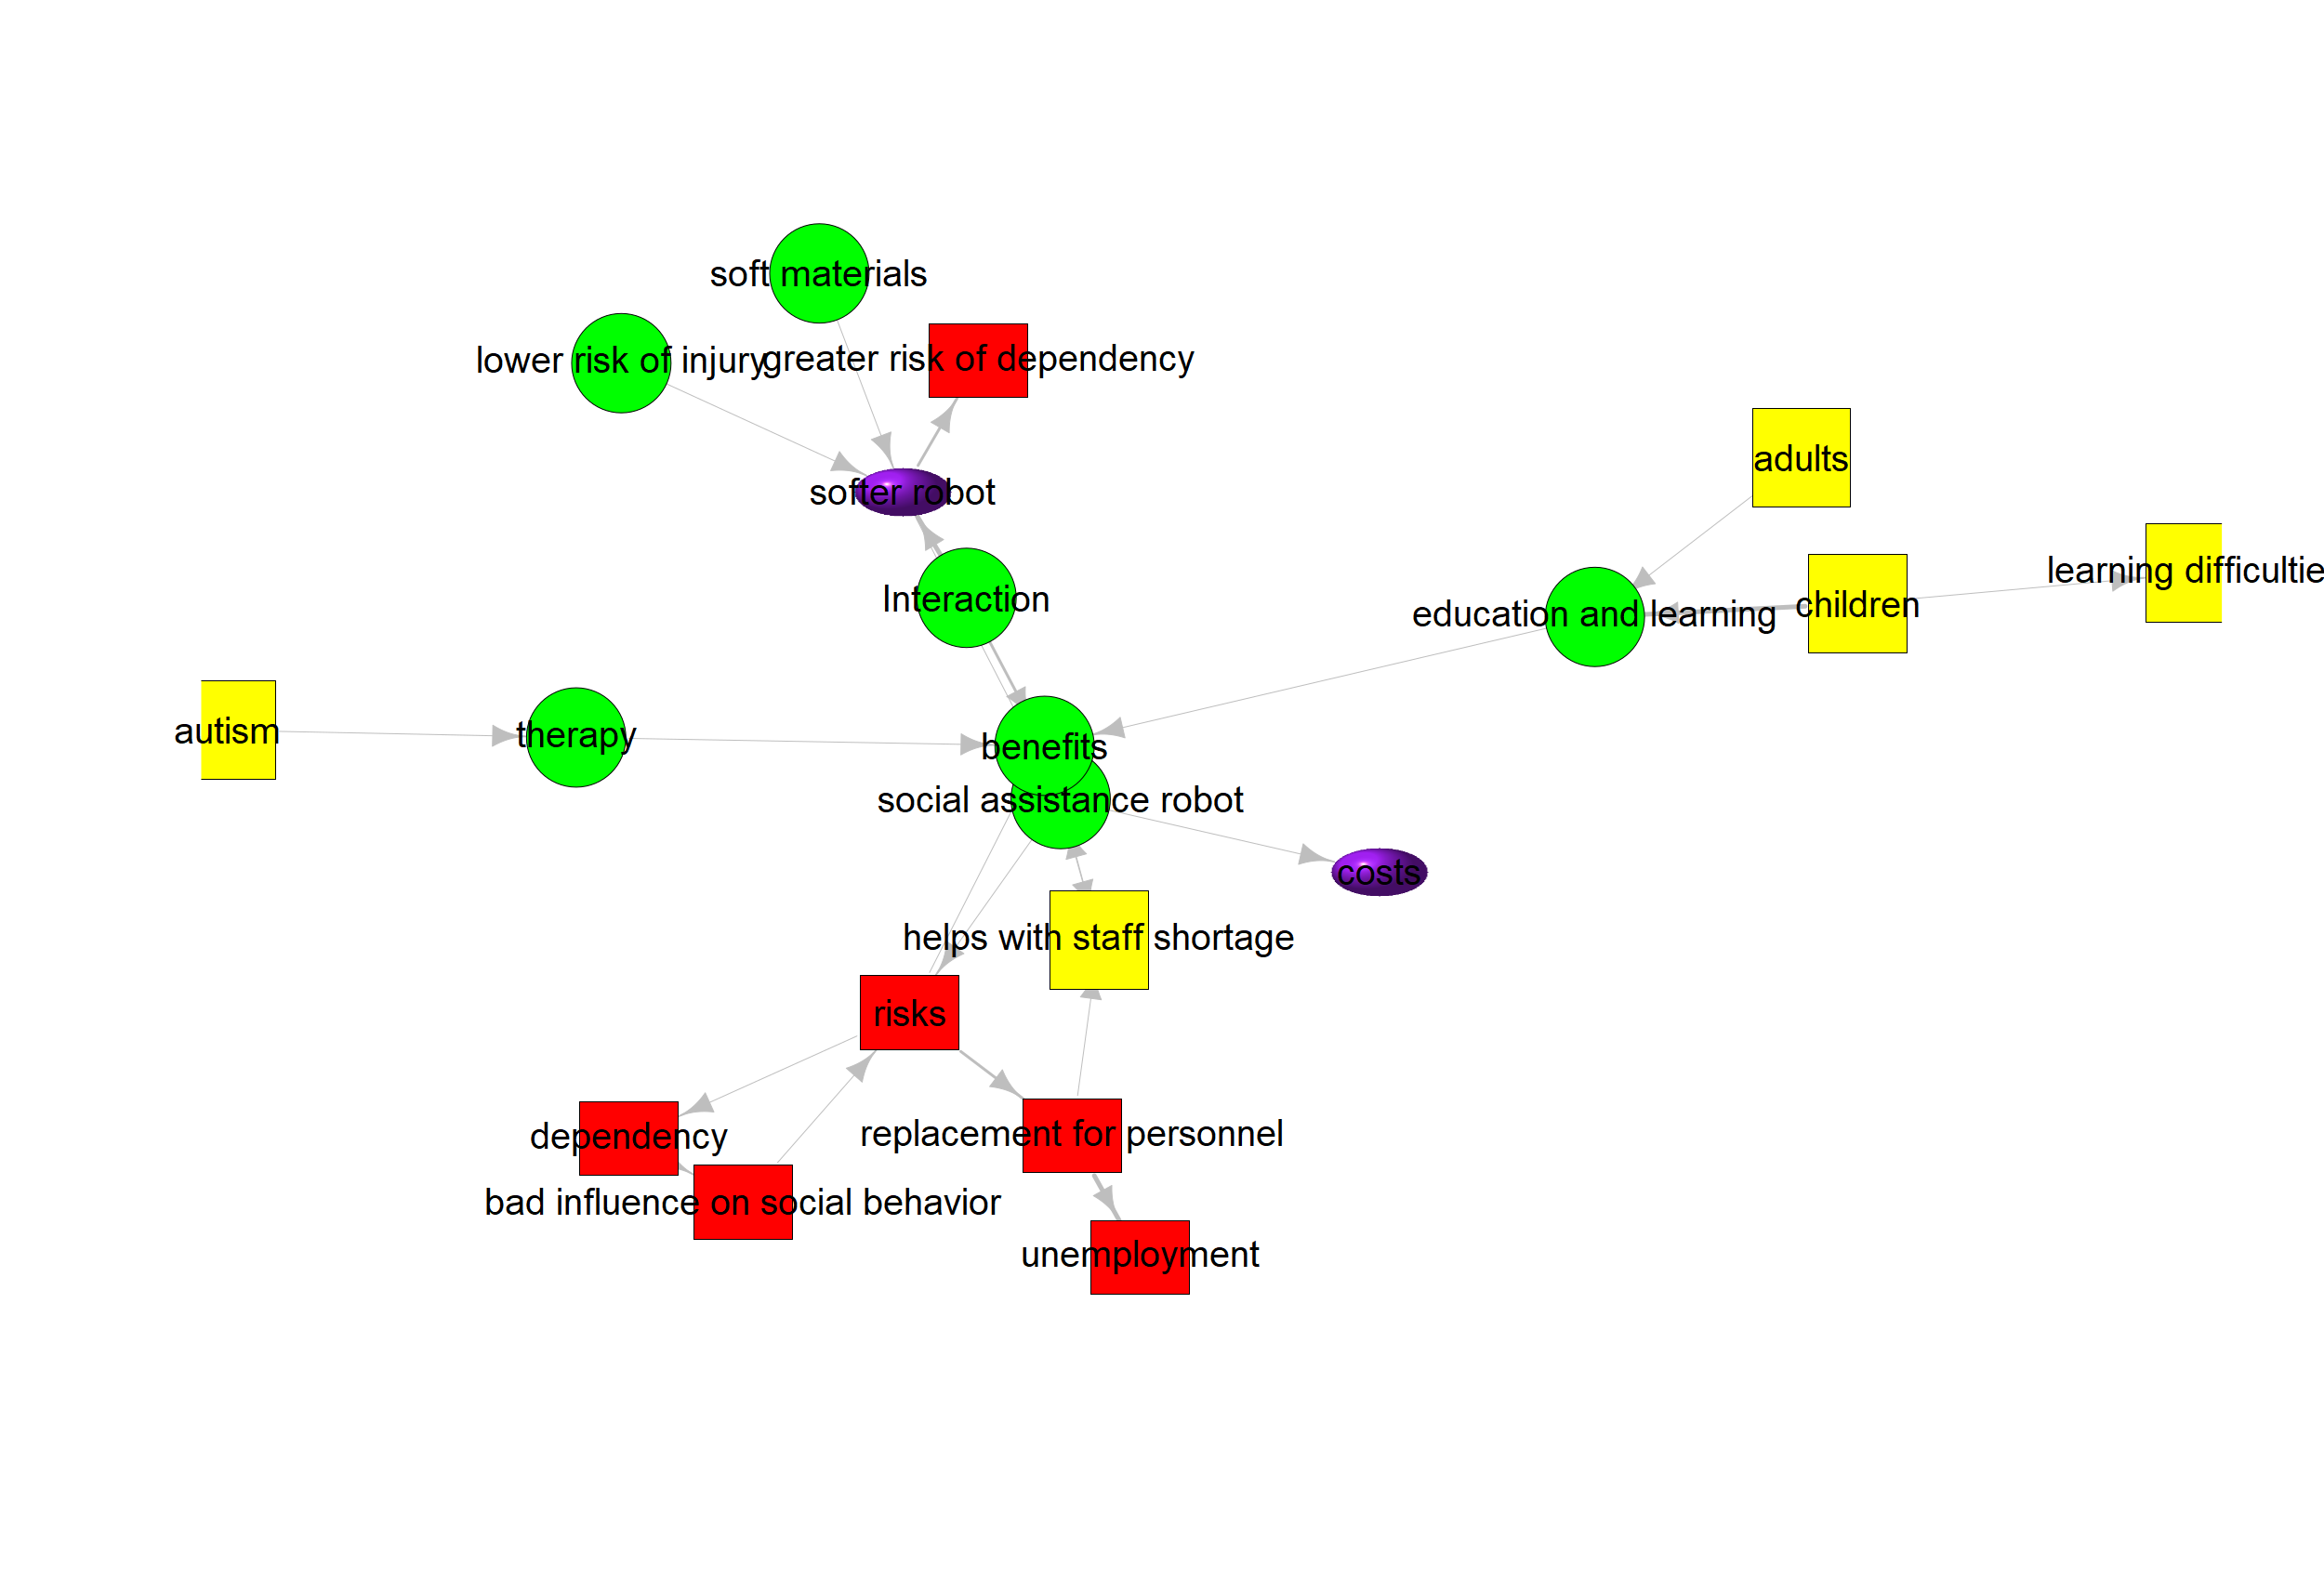 soft materials
lower risk of injury
greater risk of dependency
adults
softer robot
learning difficultie
Interaction
children
education and learning
autism
therapy
benefits
social assistance robot
costs
helps with staff shortage
risks
replacement for personnel
dependency
bad influence on social behavior
unemployment